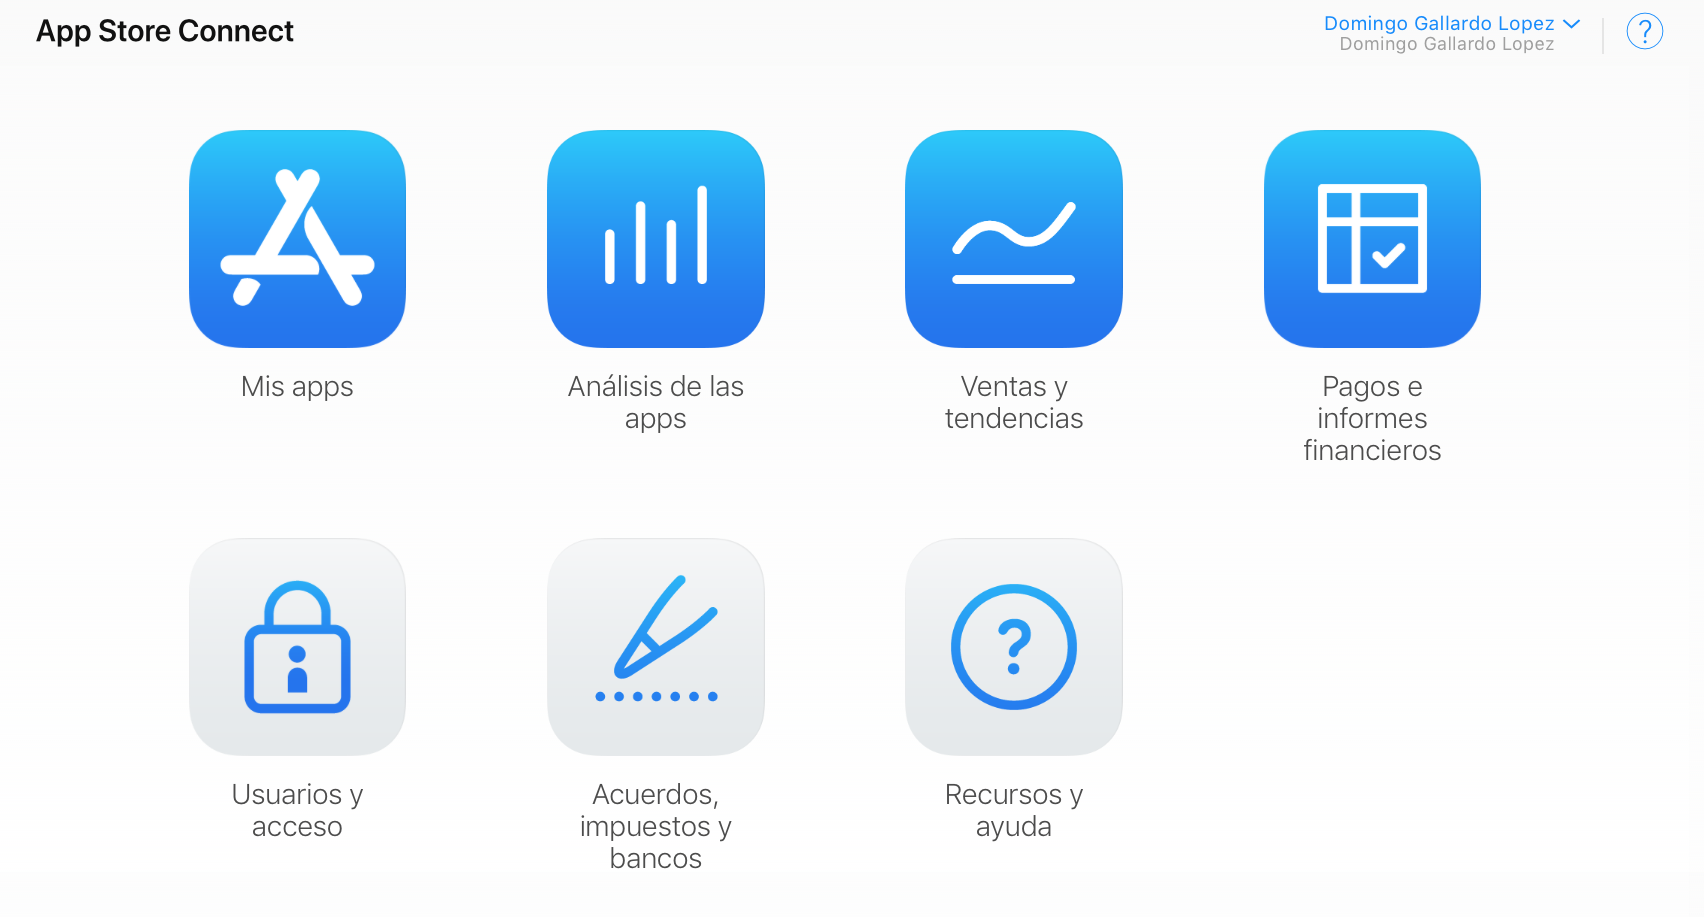 App Store Connect
Domingo Gallardo Lopez
Domingo Gallardo Lopez
?
Mis apps
Análisis de las
apps
Ventas y
tendencias
Pagos e
informes
financieros
?
Usuarios y
acceso
Acuerdos,
impuestos y
bancos
Recursos y
ayuda